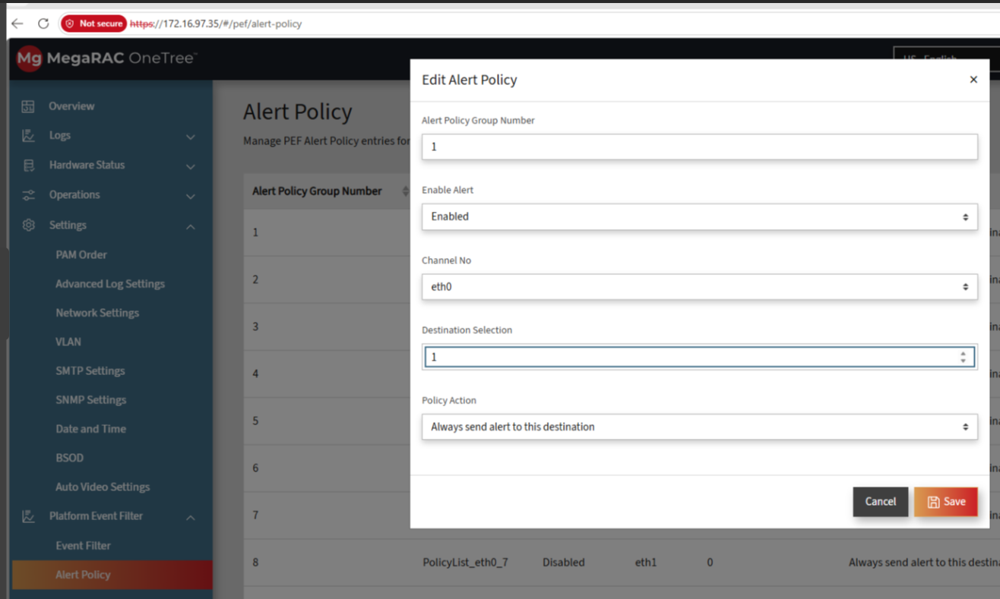 Not secure https://172.16.97.35/#/pef/alert-policy
Mg MegaRAC OneTree™
US - English
Overview
Logs
Hardware Status
Operations
Settings
PAM Order
Advanced Log Settings
Network Settings
VLAN
SMTP Settings
SNMP Settings
Date and Time
BSOD
Auto Video Settings
Platform Event Filter
Event Filter
Alert Policy
Alert Policy
Manage PEF Alert Policy entries for
Alert Policy Group Number
1
2
3
4
5
6
7
8 PolicyList_eth0_7 Disabled eth1 0 Always send alert to this destina
Edit Alert Policy ×
Alert Policy Group Number
1
Enable Alert
Enabled
Channel No
eth0
Destination Selection
1
Policy Action
Always send alert to this destination
Cancel Save